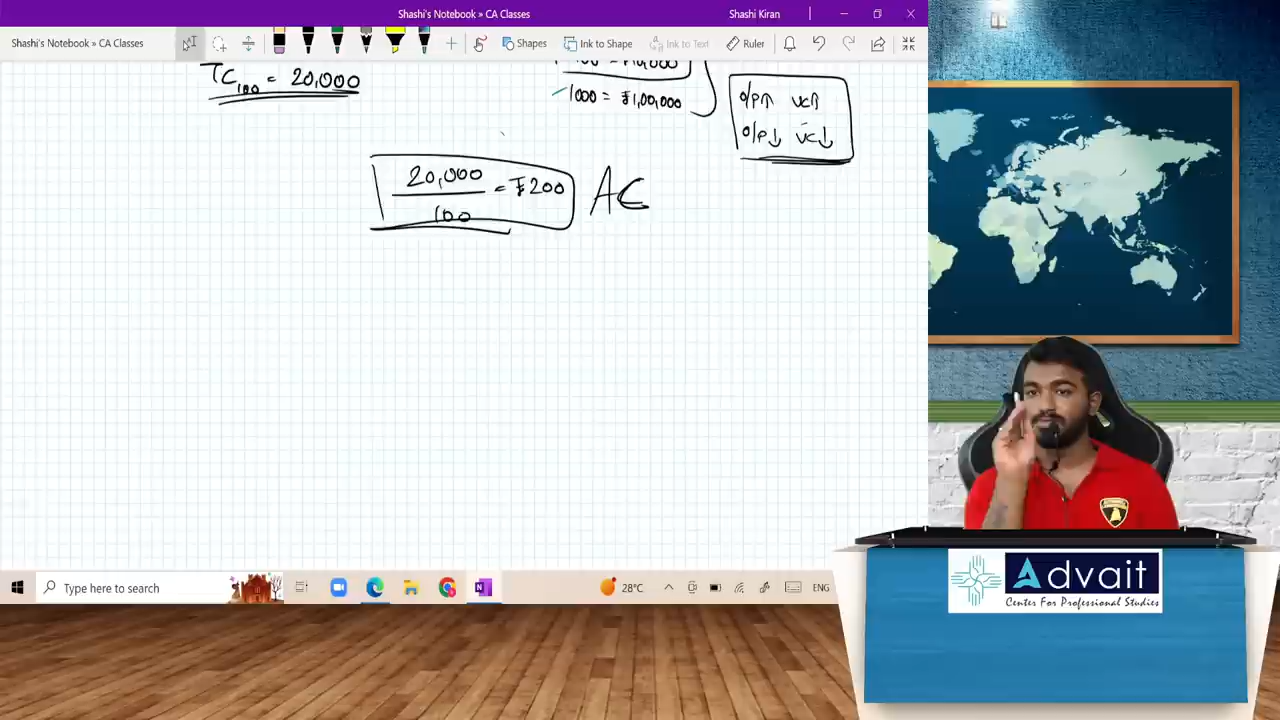 Shashi's Notebook » CA Classes
Shashi Kiran
Shashi's Notebook » CA Classes
Shapes
Ink to Shape
Ink to Text
Ruler
TC100 = 20,000
1000 = ₹1,00,000
O/P↑ VC↑
O/P↓ VC↓
20,000
100
= ₹200
AC
Type here to search
28°C
ENG
Advait
Center For Professional Studies